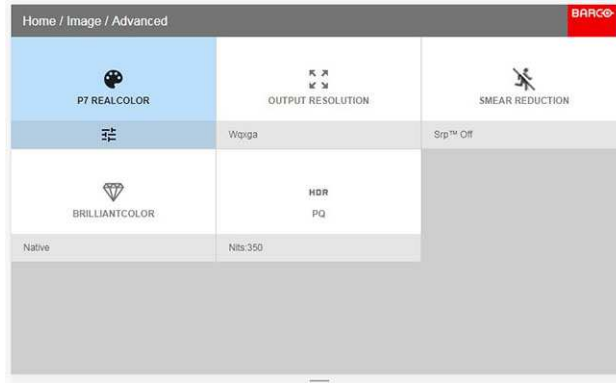 Home / Image / Advanced
BARCO
P7 REALCOLOR
OUTPUT RESOLUTION
SMEAR REDUCTION
Wqxga
Srp™ Off
BRILLIANTCOLOR
HDR
PQ
Native
Nits:350